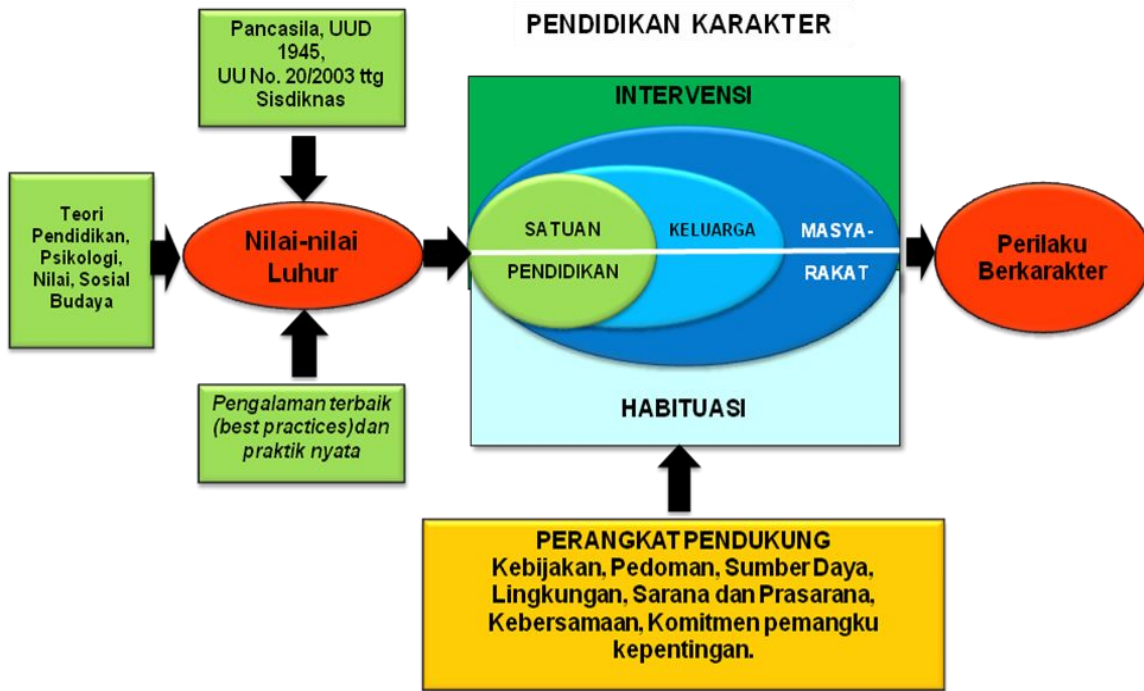 PENDIDIKAN KARAKTER
Pancasila, UUD
1945,
UU No. 20/2003 ttg
Sisdiknas
Teori
Pendidikan,
Psikologi,
Nilai, Sosial
Budaya
Nilai-nilai
Luhur
Pengalaman terbaik
(best practices)dan
praktik nyata
INTERVENSI
SATUAN
PENDIDIKAN
KELUARGA
MASYA-
RAKAT
HABITUASI
Perilaku
Berkarakter
PERANGKAT PENDUKUNG
Kebijakan, Pedoman, Sumber Daya,
Lingkungan, Sarana dan Prasarana,
Kebersamaan, Komitmen pemangku
kepentingan.